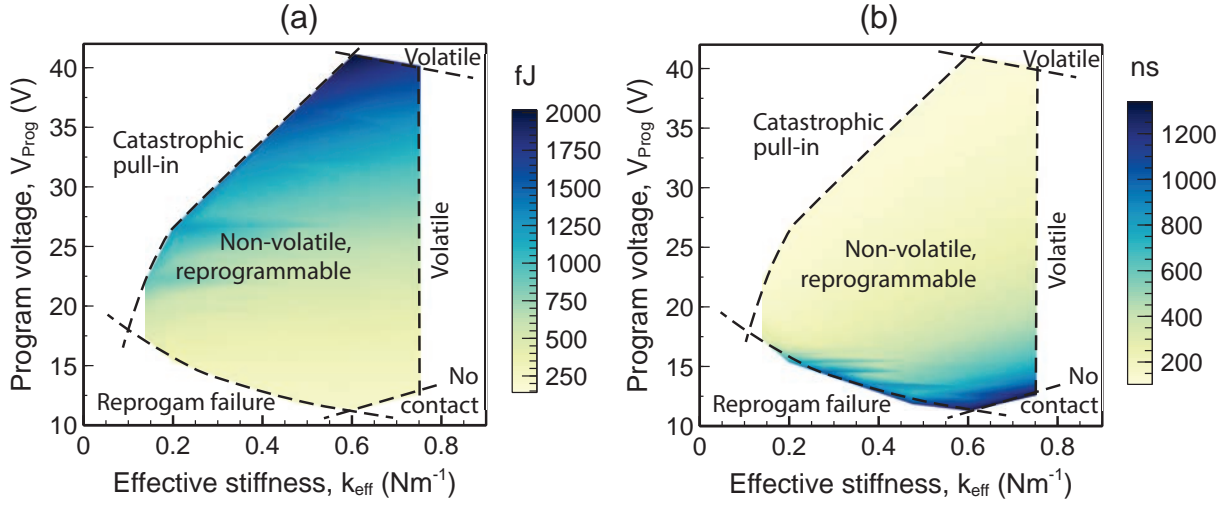 (a)
(b)
Program voltage, V_Prog (V)
40
35
30
25
20
15
10
0
0.2
0.4
0.6
0.8
Effective stiffness, k_eff (Nm⁻¹)
Volatile
Catastrophic
pull-in
Non-volatile,
reprogrammable
Volatile
Reprogam failure
No
contact
fJ
2000
1750
1500
1250
1000
750
500
250
Program voltage, V_Prog (V)
40
35
30
25
20
15
10
0
0.2
0.4
0.6
0.8
Effective stiffness, k_eff (Nm⁻¹)
Volatile
Catastrophic
pull-in
Non-volatile,
reprogrammable
Volatile
Reprogam failure
No
contact
ns
1200
1000
800
600
400
200